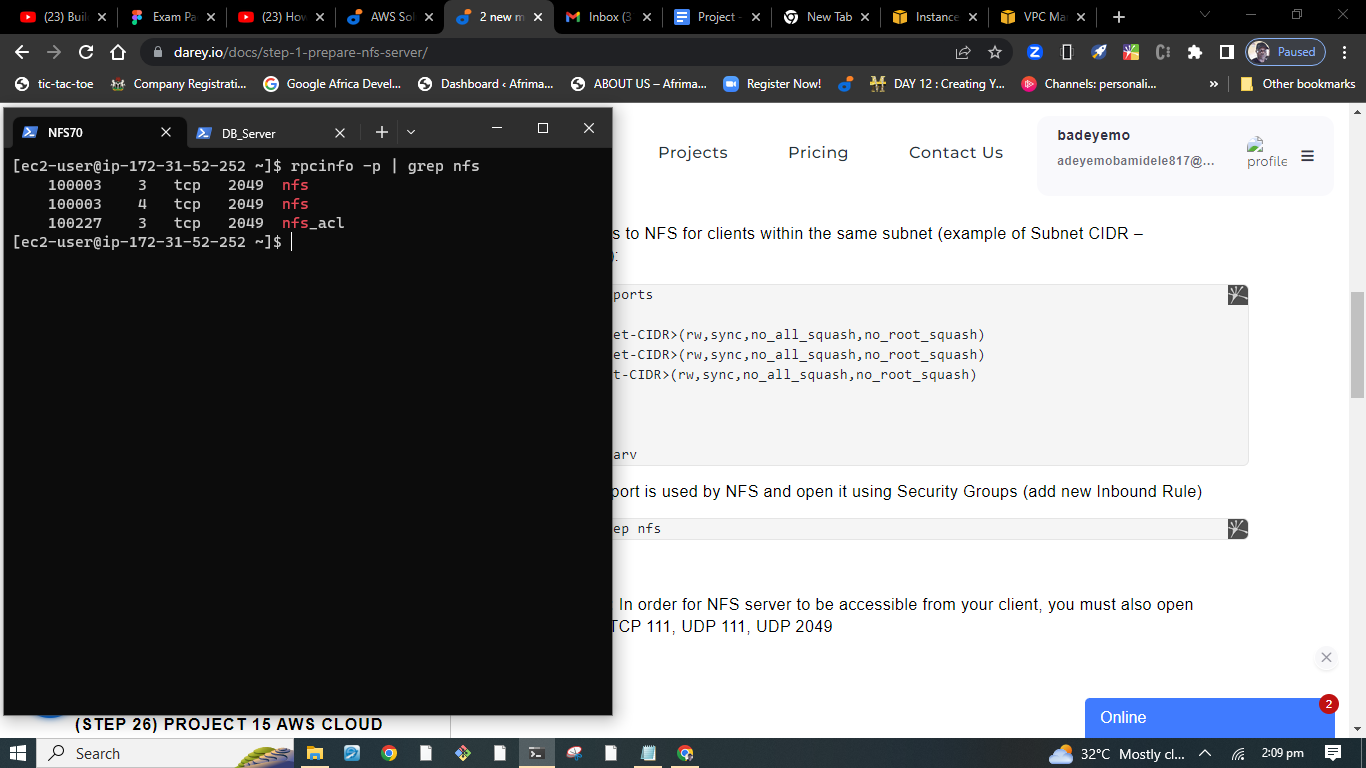 (23) Buil
Exam Pa
(23) How
AWS Sol
2 new m
Inbox (3
Project -
New Tab
Instance
VPC Ma
darey.io/docs/step-1-prepare-nfs-server/
Paused
tic-tac-toe
Company Registrati...
Google Africa Devel...
Dashboard ‹ Afrima...
ABOUT US – Afrima...
Register Now!
DAY 12 : Creating Y...
Channels: personali...
»
Other bookmarks
NFS70
DB_Server
[ec2-user@ip-172-31-52-252 ~]$ rpcinfo -p | grep nfs
100003 3 tcp 2049 nfs
100003 4 tcp 2049 nfs
100227 3 tcp 2049 nfs_acl
[ec2-user@ip-172-31-52-252 ~]$
Projects
Pricing
Contact Us
badeyemo
adeyemobamidele817@...
profile
s to NFS for clients within the same subnet (example of Subnet CIDR –
):
ports
et-CIDR>(rw,sync,no_all_squash,no_root_squash)
et-CIDR>(rw,sync,no_all_squash,no_root_squash)
t-CIDR>(rw,sync,no_all_squash,no_root_squash)
arv
port is used by NFS and open it using Security Groups (add new Inbound Rule)
ep nfs
In order for NFS server to be accessible from your client, you must also open
TCP 111, UDP 111, UDP 2049
(STEP 26) PROJECT 15 AWS CLOUD
Online
2
Search
32°C Mostly cl...
2:09 pm